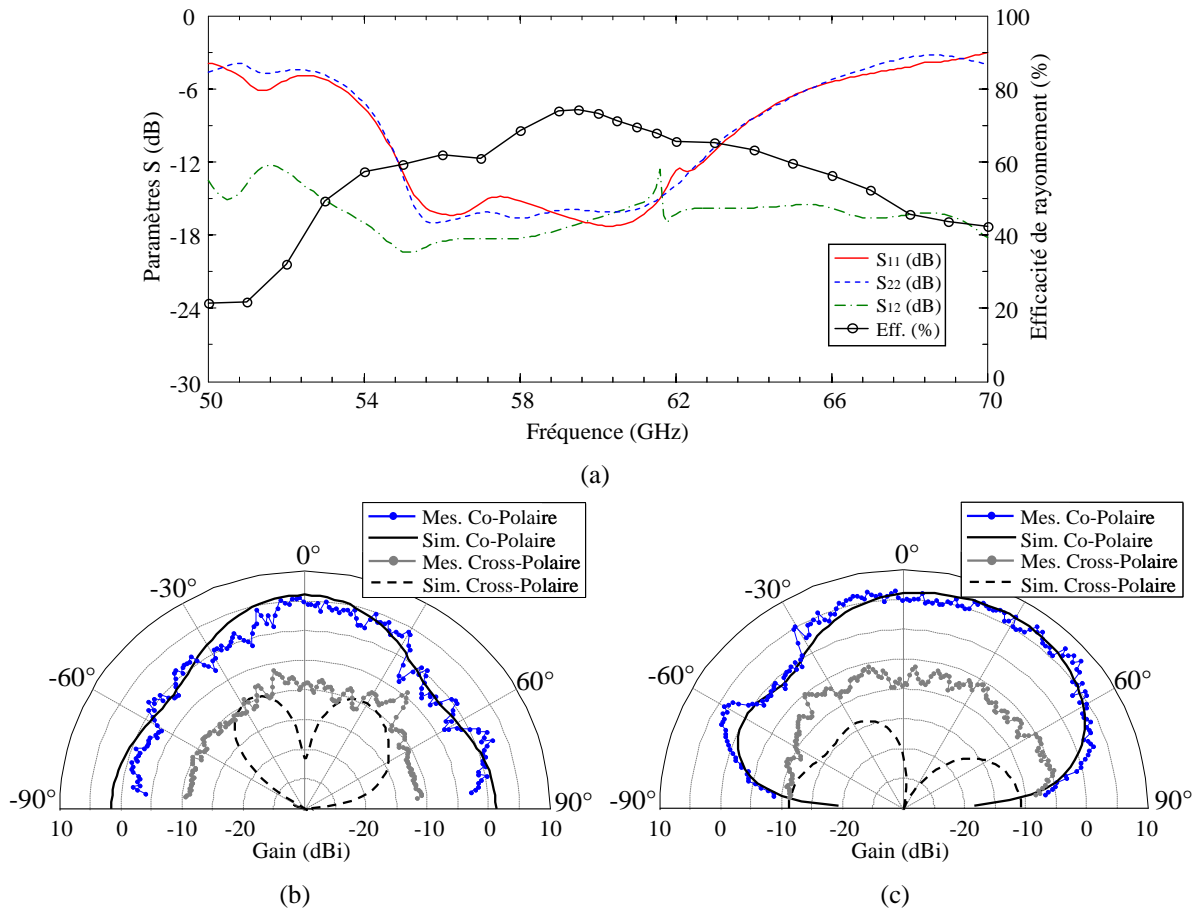 0
-6
-12
-18
-24
-30
Paramètres S (dB)
100
80
60
40
20
0
Efficacité de rayonnement (%)
S11 (dB)
S22 (dB)
S12 (dB)
Eff. (%)
50 54 58 62 66 70
Fréquence (GHz)
(a)
Mes. Co-Polaire
Sim. Co-Polaire
Mes. Cross-Polaire
Sim. Cross-Polaire
0°
-30°
-60°
60°
-90°
90°
10 0 -10 -20 -20 -10 0 10
Gain (dBi)
(b)
Mes. Co-Polaire
Sim. Co-Polaire
Mes. Cross-Polaire
Sim. Cross-Polaire
0°
-30°
-60°
60°
-90°
90°
10 0 -10 -20 -20 -10 0 10
Gain (dBi)
(c)